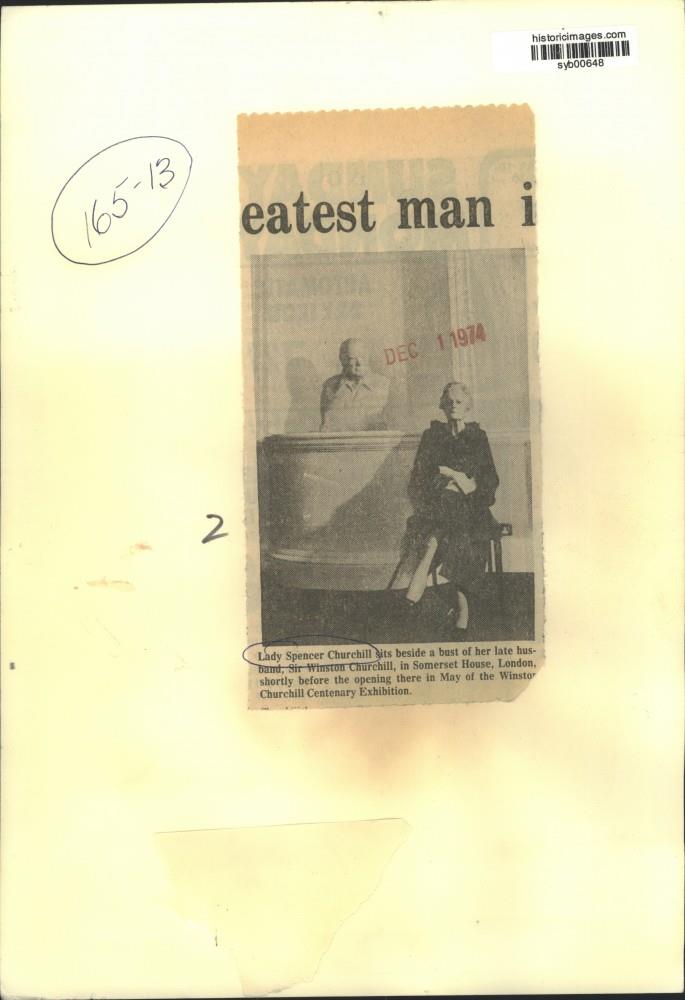 historicimages.com
syb00648
165-13
eatest man i
DEC 1 1974
2
Lady Spencer Churchill sits beside a bust of her late hus-
band, Sir Winston Churchill, in Somerset House, London,
shortly before the opening there in May of the Winston
Churchill Centenary Exhibition.